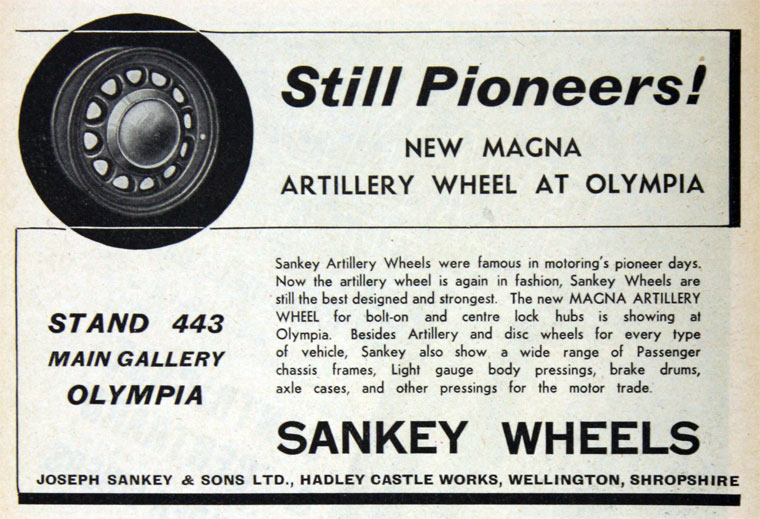 Still Pioneers!
NEW MAGNA
ARTILLERY WHEEL AT OLYMPIA
STAND 443
MAIN GALLERY
OLYMPIA
Sankey Artillery Wheels were famous in motoring's pioneer days.
Now the artillery wheel is again in fashion, Sankey Wheels are
still the best designed and strongest. The new MAGNA ARTILLERY
WHEEL for bolt-on and centre lock hubs is showing at
Olympia. Besides Artillery and disc wheels for every type
of vehicle, Sankey also show a wide range of Passenger
chassis frames, Light gauge body pressings, brake drums,
axle cases, and other pressings for the motor trade.
SANKEY WHEELS
JOSEPH SANKEY & SONS LTD., HADLEY CASTLE WORKS, WELLINGTON, SHROPSHIRE